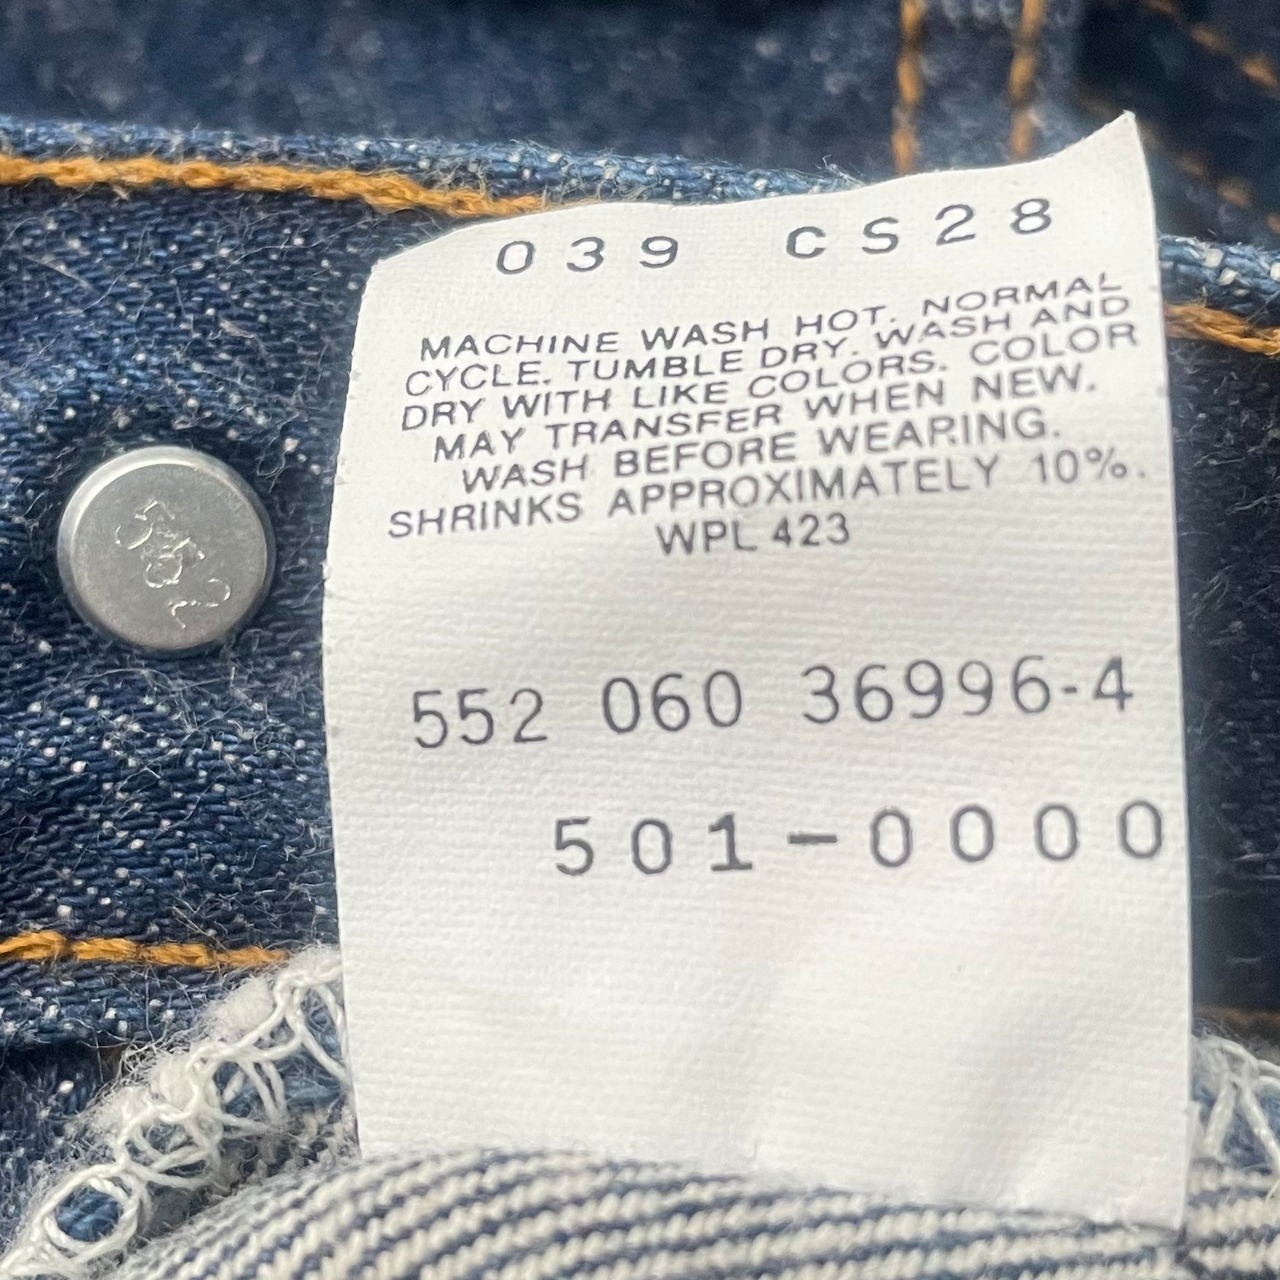 039 CS28
MACHINE WASH HOT. NORMAL
CYCLE. TUMBLE DRY. WASH AND
DRY WITH LIKE COLORS. COLOR
MAY TRANSFER WHEN NEW.
WASH BEFORE WEARING.
SHRINKS APPROXIMATELY 10%.
WPL 423
552
552 060 36996-4
501-0000